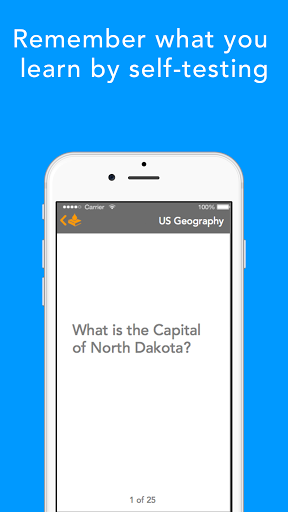 Remember what you
learn by self-testing
Carrier 100%
US Geography
What is the Capital
of North Dakota?
1 of 25